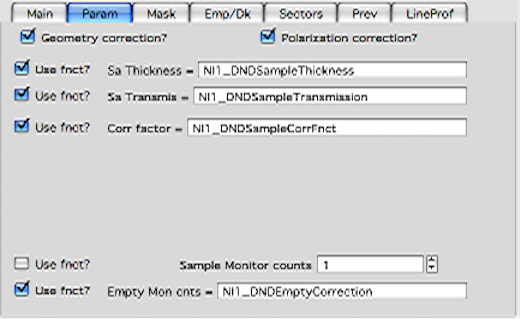 Main Param Mask Emp/Dk Sectors Prev LineProf
Geometry correction? Polarization correction?
Use fnct? Sa Thickness = NI1_DNDSampleThickness
Use fnct? Sa Transmis = NI1_DNDSampleTransmission
Use fnct? Corr factor = NI1_DNDSampleCorrFnct
Use fnct? Sample Monitor counts 1
Use fnct? Empty Mon cnts = NI1_DNDEmptyCorrection